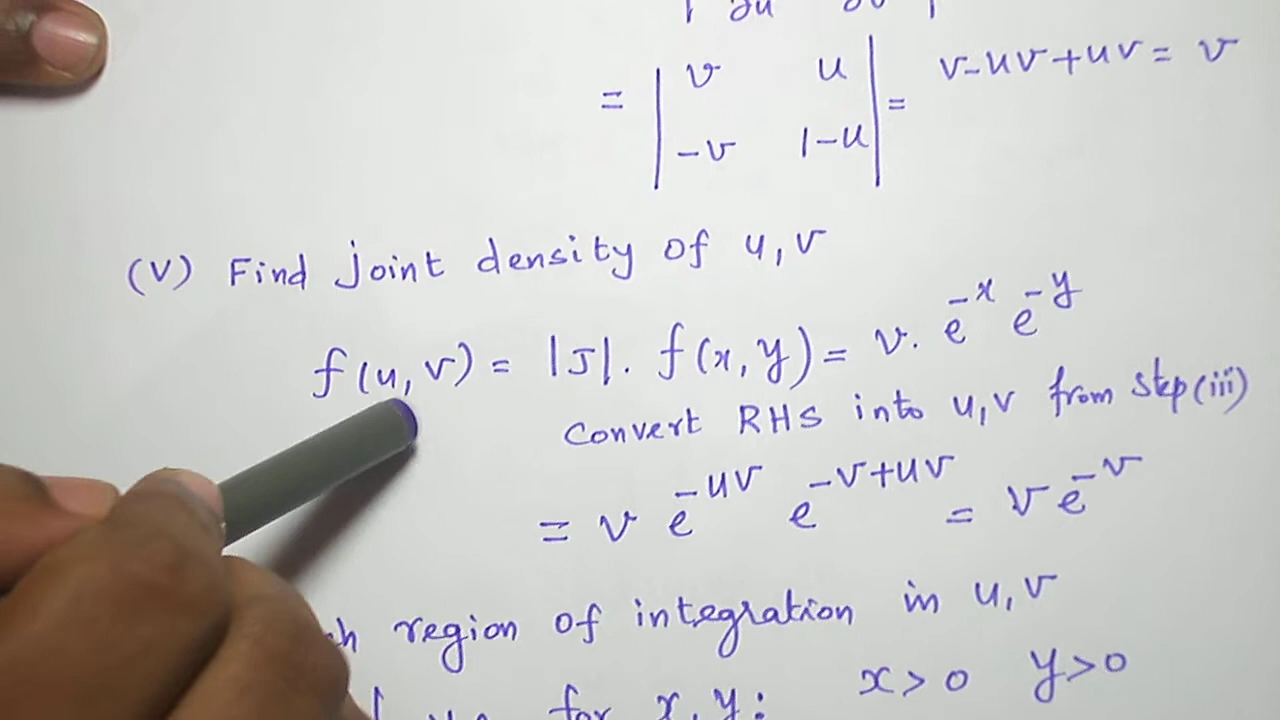 = | v u | = v-uv+uv = v
| -v 1-u |
(V) Find joint density of u,v
f(u,v) = |J|. f(x,y) = v. e^-x e^-y
Convert RHS into u,v from step(iii)
= v e^-uv e^-v+uv = v e^-v
region of integration in u,v
for x,y: x>0 y>0